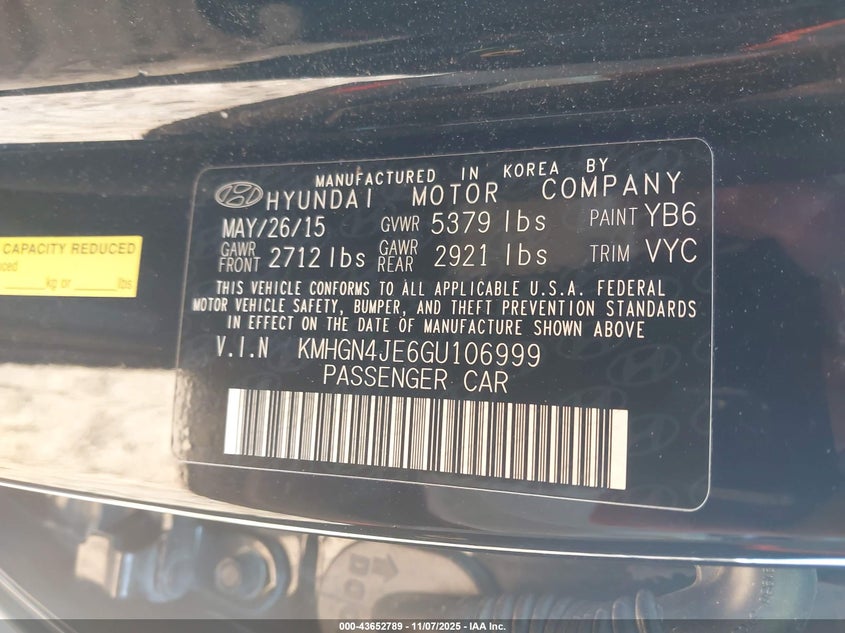 MANUFACTURED IN KOREA BY
HYUNDAI MOTOR COMPANY
MAY/26/15 GVWR 5379 lbs PAINT YB6
GAWR FRONT 2712 lbs GAWR REAR 2921 lbs TRIM VYC
THIS VEHICLE CONFORMS TO ALL APPLICABLE U.S.A. FEDERAL
MOTOR VEHICLE SAFETY, BUMPER, AND THEFT PREVENTION STANDARDS
IN EFFECT ON THE DATE OF MANUFACTURE SHOWN ABOVE
V.I.N KMHGN4JE6GU106999
PASSENGER CAR
CAPACITY REDUCED
kg or lbs
000-43652789 - 11/07/2025 - IAA Inc.